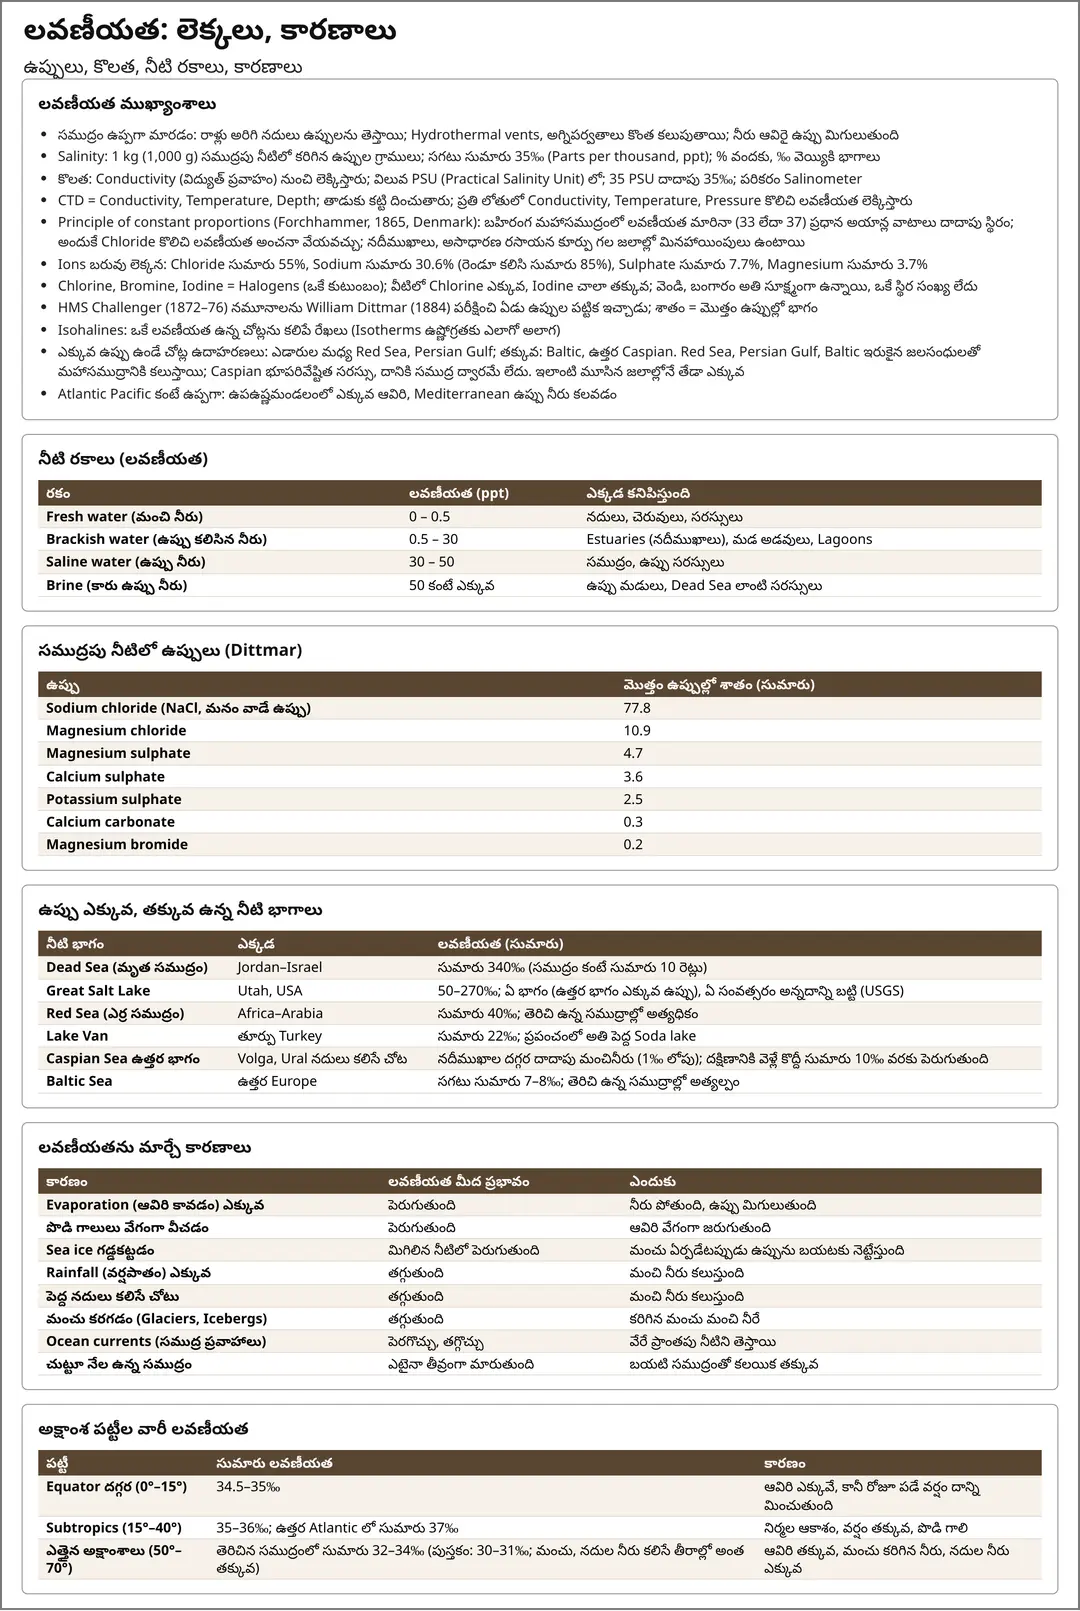 లవణీయత: లెక్కలు, కారణాలు
ఉప్పులు, కొలత, నీటి రకాలు, కారణాలు
లవణీయత ముఖ్యాంశాలు
• సముద్రం ఉప్పగా మారడం: రాళ్లు అరిగి నదులు ఉప్పులను తెస్తాయి; Hydrothermal vents, అగ్నిపర్వతాలు కొంత కలుపుతాయి; నీరు ఆవిరై ఉప్పు మిగులుతుంది
• Salinity: 1 kg (1,000 g) సముద్రపు నీటిలో కరిగిన ఉప్పుల గ్రాములు; సగటు సుమారు 35‰ (Parts per thousand, ppt); % వందకు, ‰ వెయ్యికి భాగాలు
• కొలత: Conductivity (విద్యుత్ ప్రవాహం) నుంచి లెక్కిస్తారు; విలువ PSU (Practical Salinity Unit) లో; 35 PSU దాదాపు 35‰; పరికరం Salinometer
• CTD = Conductivity, Temperature, Depth; తాడుకు కట్టి దించుతారు; ప్రతి లోతులో Conductivity, Temperature, Pressure కొలిచి లవణీయత లెక్కిస్తారు
• Principle of constant proportions (Forchhammer, 1865, Denmark): బహిరంగ మహాసముద్రంలో లవణీయత మారినా (33 లేదా 37) ప్రధాన అయాన్ల వాటాలు దాదాపు స్థిరం;
అందుకే Chloride కొలిచి లవణీయత అంచనా వేయవచ్చు; నదీముఖాలు, అసాధారణ రసాయన కూర్పు గల జలాల్లో మినహాయింపులు ఉంటాయి
• Ions బరువు లెక్కన: Chloride సుమారు 55%, Sodium సుమారు 30.6% (రెండూ కలిసి సుమారు 85%), Sulphate సుమారు 7.7%, Magnesium సుమారు 3.7%
• Chlorine, Bromine, Iodine = Halogens (ఒకే కుటుంబం); వీటిలో Chlorine ఎక్కువ, Iodine చాలా తక్కువ; వెండి, బంగారం అతి సూక్ష్మంగా ఉన్నాయి, ఒకే స్థిర సంఖ్య లేదు
• HMS Challenger (1872–76) నమూనాలను William Dittmar (1884) పరీక్షించి ఏడు ఉప్పుల పట్టిక ఇచ్చాడు; శాతం = మొత్తం ఉప్పుల్లో భాగం
• Isohalines: ఒకే లవణీయత ఉన్న చోట్లను కలిపే రేఖలు (Isotherms ఉష్ణోగ్రతకు ఎలాగో అలాగ)
• ఎక్కువ ఉప్పు ఉండే చోట్ల ఉదాహరణలు: ఎడారుల మధ్య Red Sea, Persian Gulf; తక్కువ: Baltic, ఉత్తర Caspian. Red Sea, Persian Gulf, Baltic ఇరుకైన జలసంధులతో
మహాసముద్రానికి కలుస్తాయి; Caspian భూపరివేష్టిత సరస్సు, దానికి సముద్ర ద్వారమే లేదు. ఇలాంటి మూసిన జలాల్లోనే తేడా ఎక్కువ
• Atlantic Pacific కంటే ఉప్పగా: ఉపఉష్ణమండలంలో ఎక్కువ ఆవిరి, Mediterranean ఉప్పు నీరు కలవడం
నీటి రకాలు (లవణీయత)
రకం లవణీయత (ppt) ఎక్కడ కనిపిస్తుంది
Fresh water (మంచి నీరు) 0 – 0.5 నదులు, చెరువులు, సరస్సులు
Brackish water (ఉప్పు కలిసిన నీరు) 0.5 – 30 Estuaries (నదీముఖాలు), మడ అడవులు, Lagoons
Saline water (ఉప్పు నీరు) 30 – 50 సముద్రం, ఉప్పు సరస్సులు
Brine (కారు ఉప్పు నీరు) 50 కంటే ఎక్కువ ఉప్పు మడులు, Dead Sea లాంటి సరస్సులు
సముద్రపు నీటిలో ఉప్పులు (Dittmar)
ఉప్పు మొత్తం ఉప్పుల్లో శాతం (సుమారు)
Sodium chloride (NaCl, మనం వాడే ఉప్పు) 77.8
Magnesium chloride 10.9
Magnesium sulphate 4.7
Calcium sulphate 3.6
Potassium sulphate 2.5
Calcium carbonate 0.3
Magnesium bromide 0.2
ఉప్పు ఎక్కువ, తక్కువ ఉన్న నీటి భాగాలు
నీటి భాగం ఎక్కడ లవణీయత (సుమారు)
Dead Sea (మృత సముద్రం) Jordan–Israel సుమారు 340‰ (సముద్రం కంటే సుమారు 10 రెట్లు)
Great Salt Lake Utah, USA 50–270‰; ఏ భాగం (ఉత్తర భాగం ఎక్కువ ఉప్పు), ఏ సంవత్సరం అన్నదాన్ని బట్టి (USGS)
Red Sea (ఎర్ర సముద్రం) Africa–Arabia సుమారు 40‰; తెరిచి ఉన్న సముద్రాల్లో అత్యధికం
Lake Van తూర్పు Turkey సుమారు 22‰; ప్రపంచంలో అతి పెద్ద Soda lake
Caspian Sea ఉత్తర భాగం Volga, Ural నదులు కలిసే చోట నదీముఖాల దగ్గర దాదాపు మంచినీరు (1‰ లోపు); దక్షిణానికి వెళ్లే కొద్దీ సుమారు 10‰ వరకు పెరుగుతుంది
Baltic Sea ఉత్తర Europe సగటు సుమారు 7–8‰; తెరిచి ఉన్న సముద్రాల్లో అత్యల్పం
లవణీయతను మార్చే కారణాలు
కారణం లవణీయత మీద ప్రభావం ఎందుకు
Evaporation (ఆవిరి కావడం) ఎక్కువ పెరుగుతుంది నీరు పోతుంది, ఉప్పు మిగులుతుంది
పొడి గాలులు వేగంగా వీచడం పెరుగుతుంది ఆవిరి వేగంగా జరుగుతుంది
Sea ice గడ్డకట్టడం మిగిలిన నీటిలో పెరుగుతుంది మంచు ఏర్పడేటప్పుడు ఉప్పును బయటకు నెట్టేస్తుంది
Rainfall (వర్షపాతం) ఎక్కువ తగ్గుతుంది మంచి నీరు కలుస్తుంది
పెద్ద నదులు కలిసే చోటు తగ్గుతుంది మంచి నీరు కలుస్తుంది
మంచు కరగడం (Glaciers, Icebergs) తగ్గుతుంది కరిగిన మంచు మంచి నీరే
Ocean currents (సముద్ర ప్రవాహాలు) పెరగొచ్చు, తగ్గొచ్చు వేరే ప్రాంతపు నీటిని తెస్తాయి
చుట్టూ నేల ఉన్న సముద్రం ఎటైనా తీవ్రంగా మారుతుంది బయటి సముద్రంతో కలయిక తక్కువ
అక్షాంశ పట్టీల వారీ లవణీయత
పట్టీ సుమారు లవణీయత కారణం
Equator దగ్గర (0°–15°) 34.5–35‰ ఆవిరి ఎక్కువే, కానీ రోజూ పడే వర్షం దాన్ని
మించుతుంది
Subtropics (15°–40°) 35–36‰; ఉత్తర Atlantic లో సుమారు 37‰ నిర్మల ఆకాశం, వర్షం తక్కువ, పొడి గాలి
ఎత్తైన అక్షాంశాలు (50°– తెరిచిన సముద్రంలో సుమారు 32–34‰ (పుస్తకం: 30–31‰; మంచు, నదుల నీరు కలిసే తీరాల్లో అంత ఆవిరి తక్కువ, మంచు కరిగిన నీరు, నదుల నీరు
70°) తక్కువ) ఎక్కువ